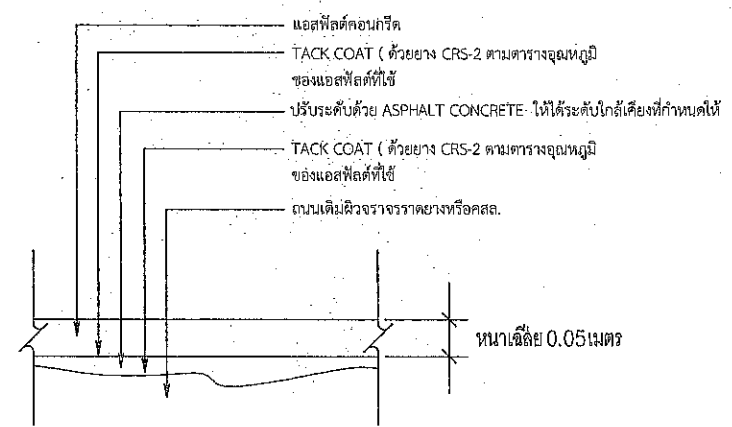 แอสฟัลต์คอนกรีต
TACK COAT ( ด้วยยาง CRS-2 ตามตารางอุณหภูมิ
ของแอสฟัลต์ที่ใช้
ปรับระดับด้วย ASPHALT CONCRETE ให้ได้ระดับใกล้เคียงที่กำหนดให้
TACK COAT ( ด้วยยาง CRS-2 ตามตารางอุณหภูมิ
ของแอสฟัลต์ที่ใช้
ถนนเดิมผิวจราจรราดยางหรือคสล.
หนาเฉลี่ย 0.05เมตร